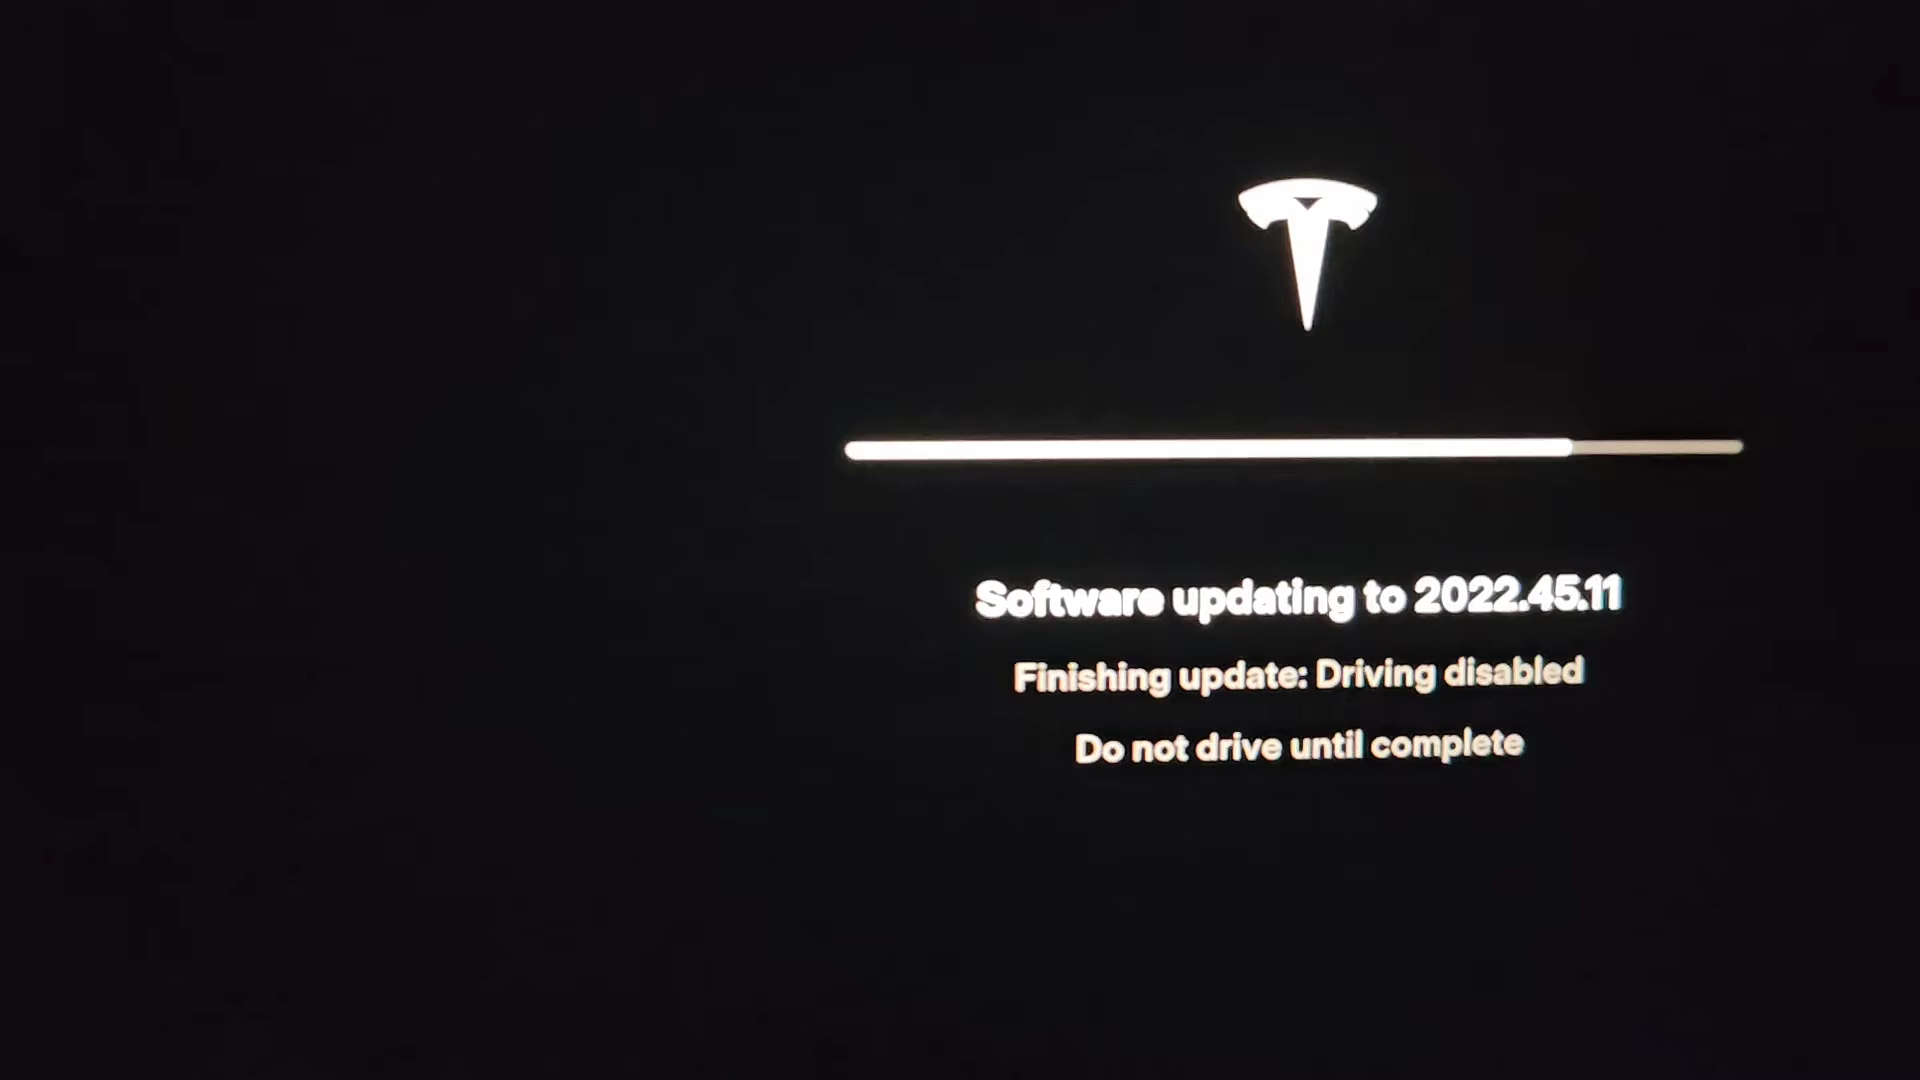 Software updating to 2022.45.11
Finishing update: Driving disabled
Do not drive until complete